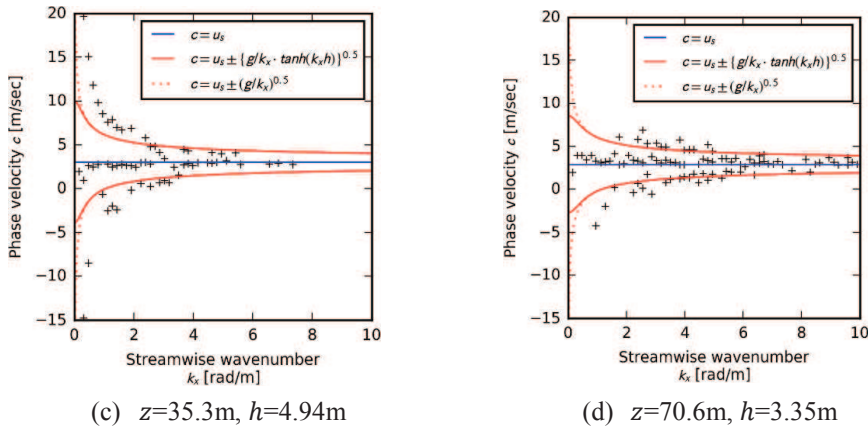 20
15
10
5
0
−5
−10
−15
0 2 4 6 8 10
Phase velocity c [m/sec]
c = u_s
c = u_s ± {g/k_x · tanh(k_x h)}^0.5
c = u_s ± (g/k_x)^0.5
Streamwise wavenumber
k_x [rad/m]
(c) z=35.3m, h=4.94m
20
15
10
5
0
−5
−10
−15
0 2 4 6 8 10
Phase velocity c [m/sec]
c = u_s
c = u_s ± {g/k_x · tanh(k_x h)}^0.5
c = u_s ± (g/k_x)^0.5
Streamwise wavenumber
k_x [rad/m]
(d) z=70.6m, h=3.35m